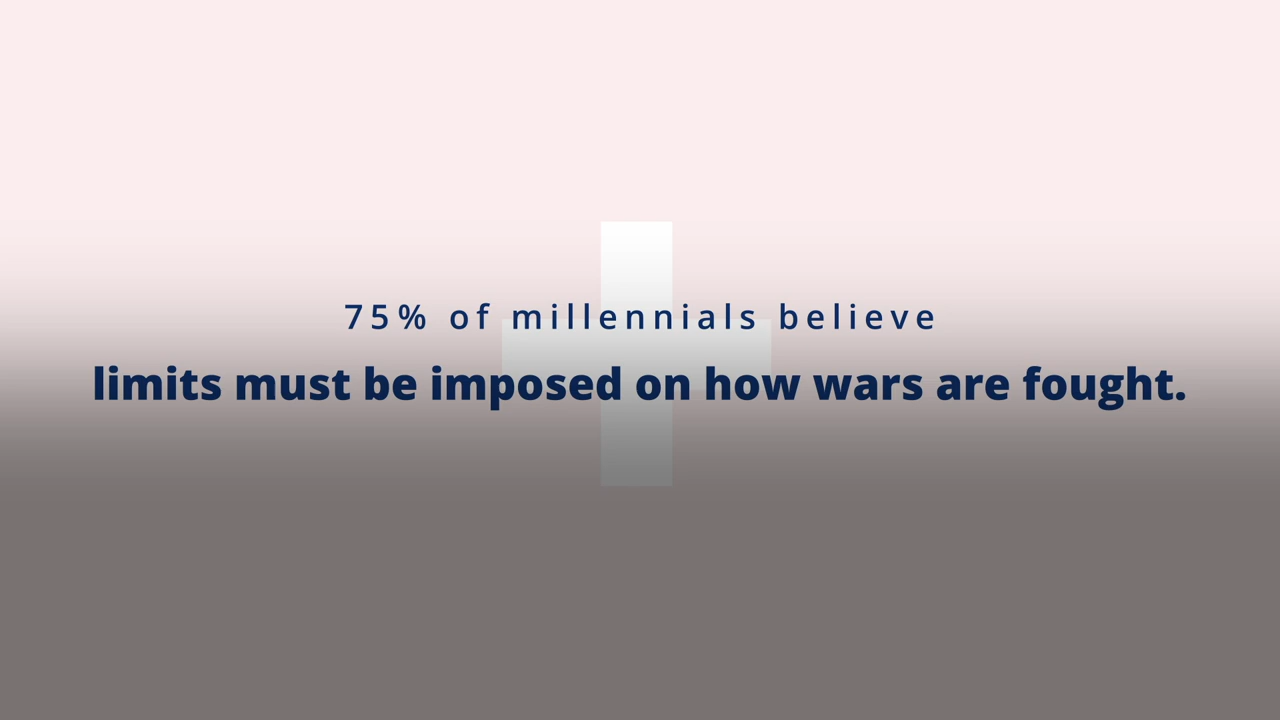 75% of millennials believe
limits must be imposed on how wars are fought.